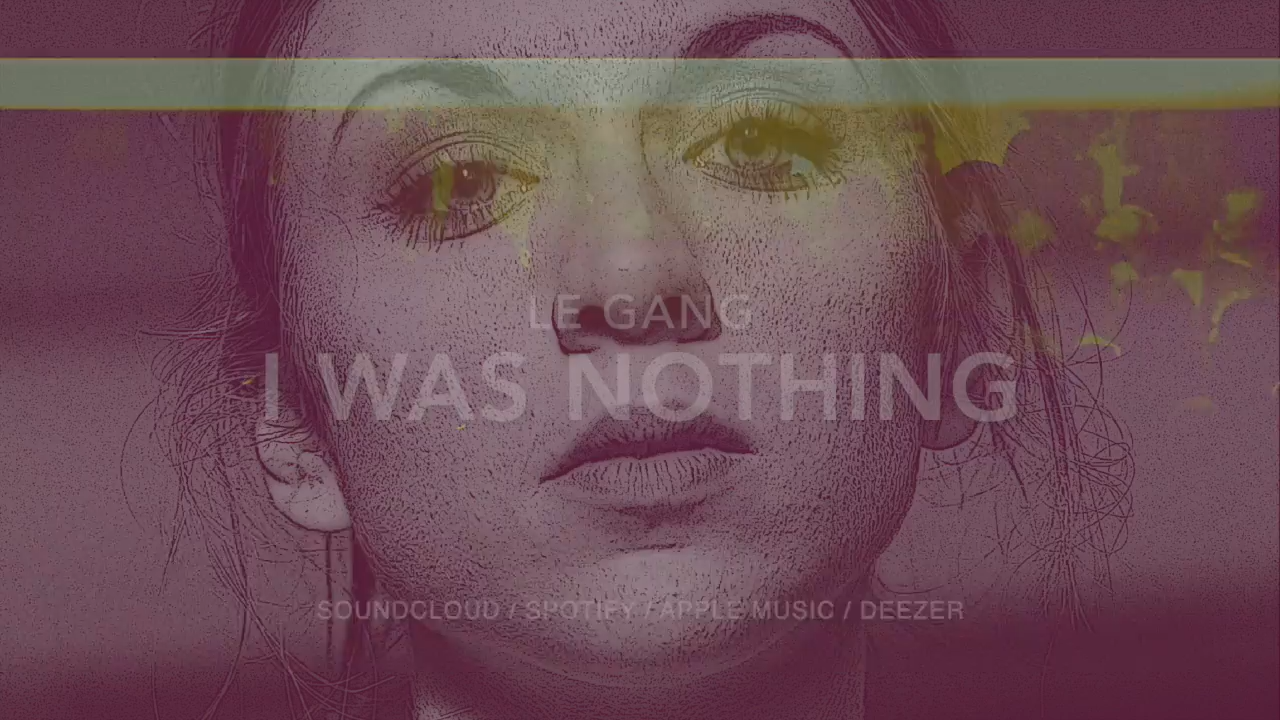 LE GANG
I WAS NOTHING
SOUNDCLOUD / SPOTIFY / APPLE MUSIC / DEEZER